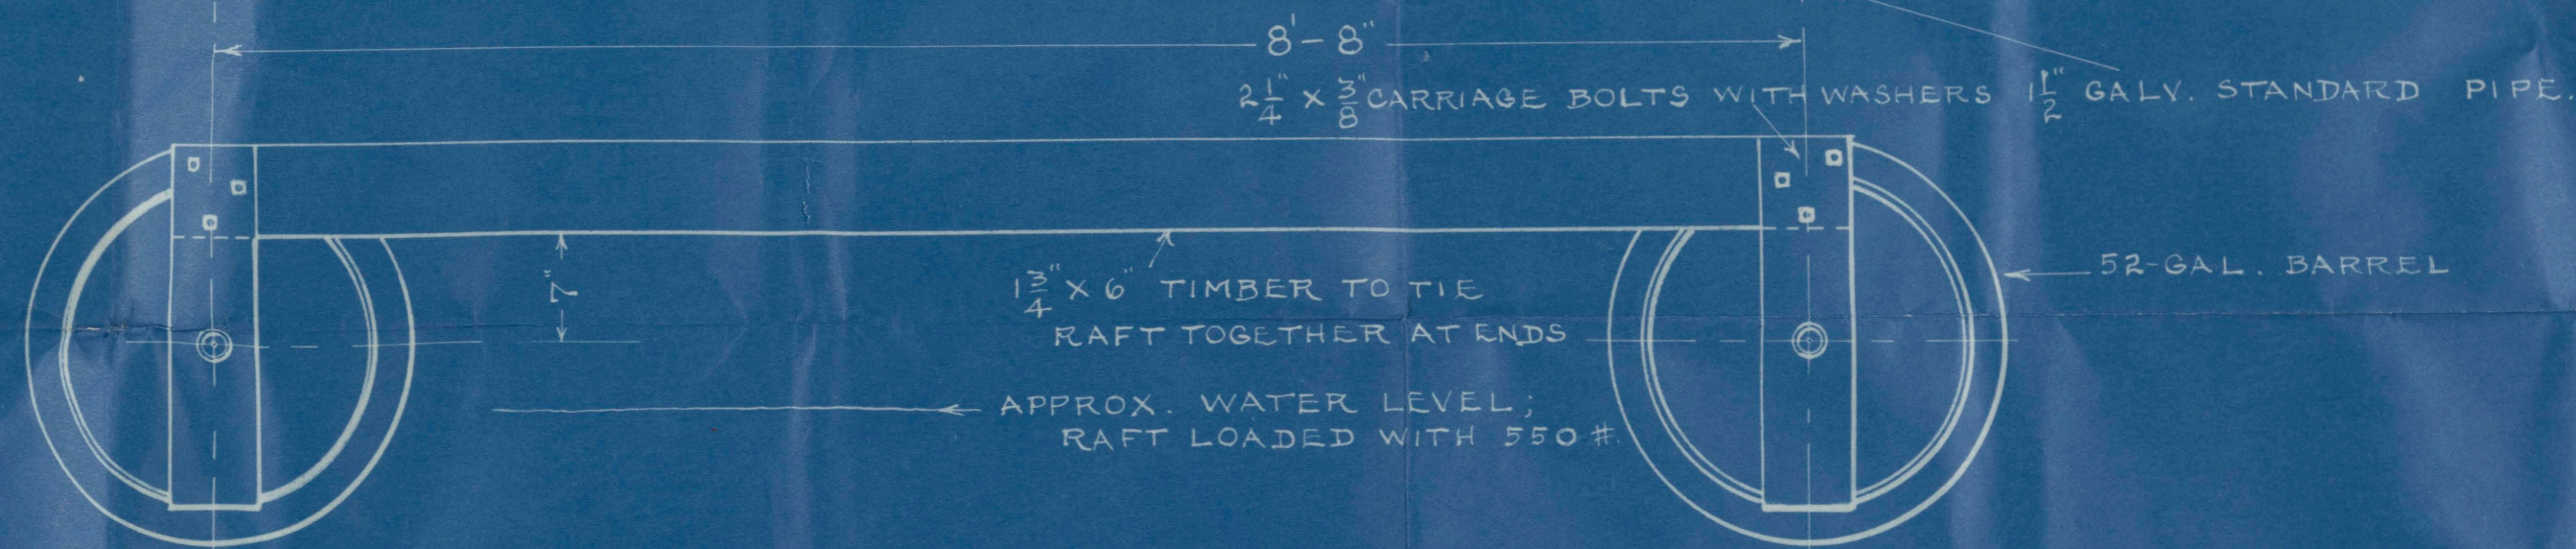 8'-8"
2 1/4" X 3/8" CARRIAGE BOLTS WITH WASHERS
1 1/2" GALV. STANDARD PIPE.
7"
1 3/4" X 6" TIMBER TO TIE
RAFT TOGETHER AT ENDS
52-GAL. BARREL
APPROX. WATER LEVEL;
RAFT LOADED WITH 550 #.